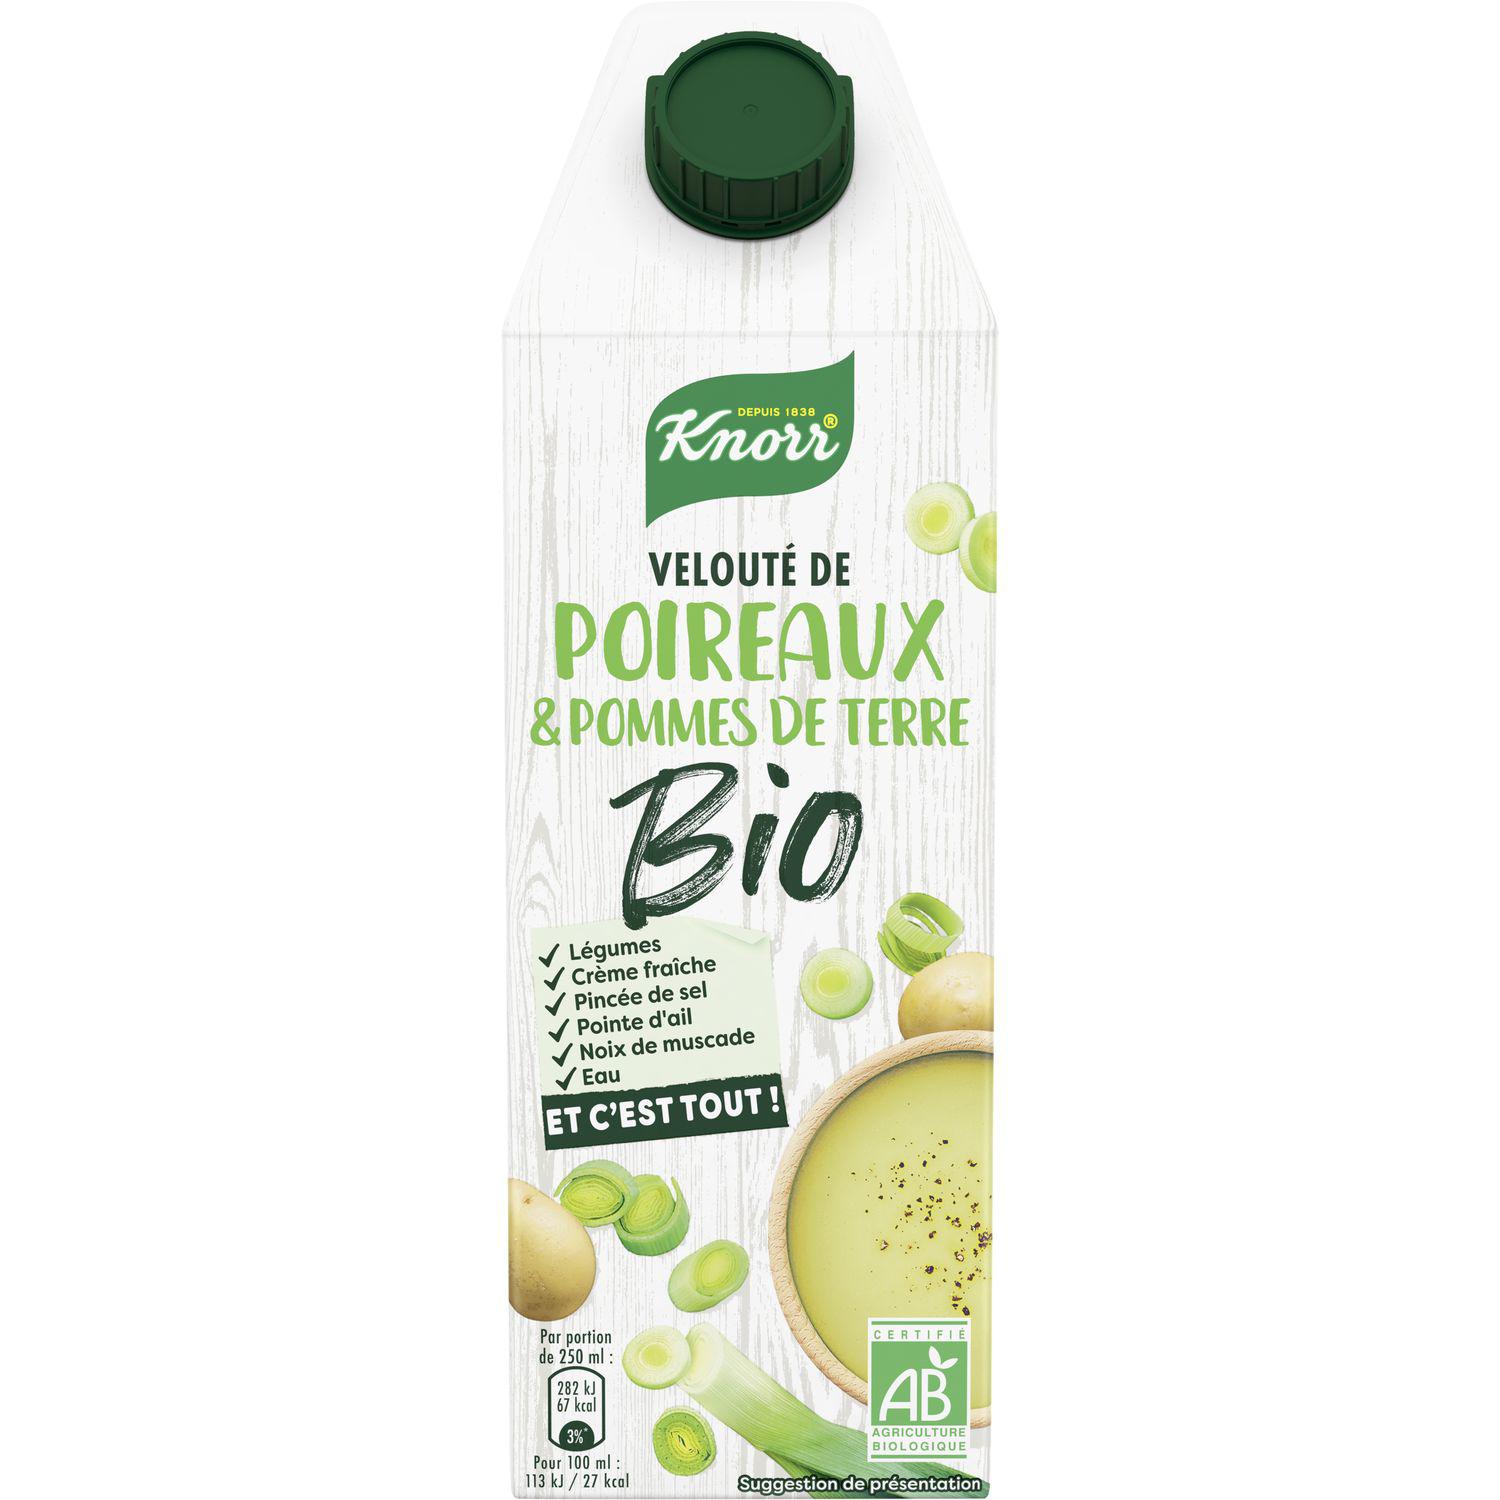 DEPUIS 1838
Knorr®
VELOUTÉ DE
POIREAUX
& POMMES DE TERRE
Bio
✓ Légumes
✓ Crème fraîche
✓ Pincée de sel
✓ Pointe d'ail
✓ Noix de muscade
✓ Eau
ET C'EST TOUT !
Par portion
de 250 ml :
282 kJ
67 kcal
3%*
Pour 100 ml :
113 kJ / 27 kcal
CERTIFIÉ
AB
AGRICULTURE
BIOLOGIQUE
Suggestion de présentation